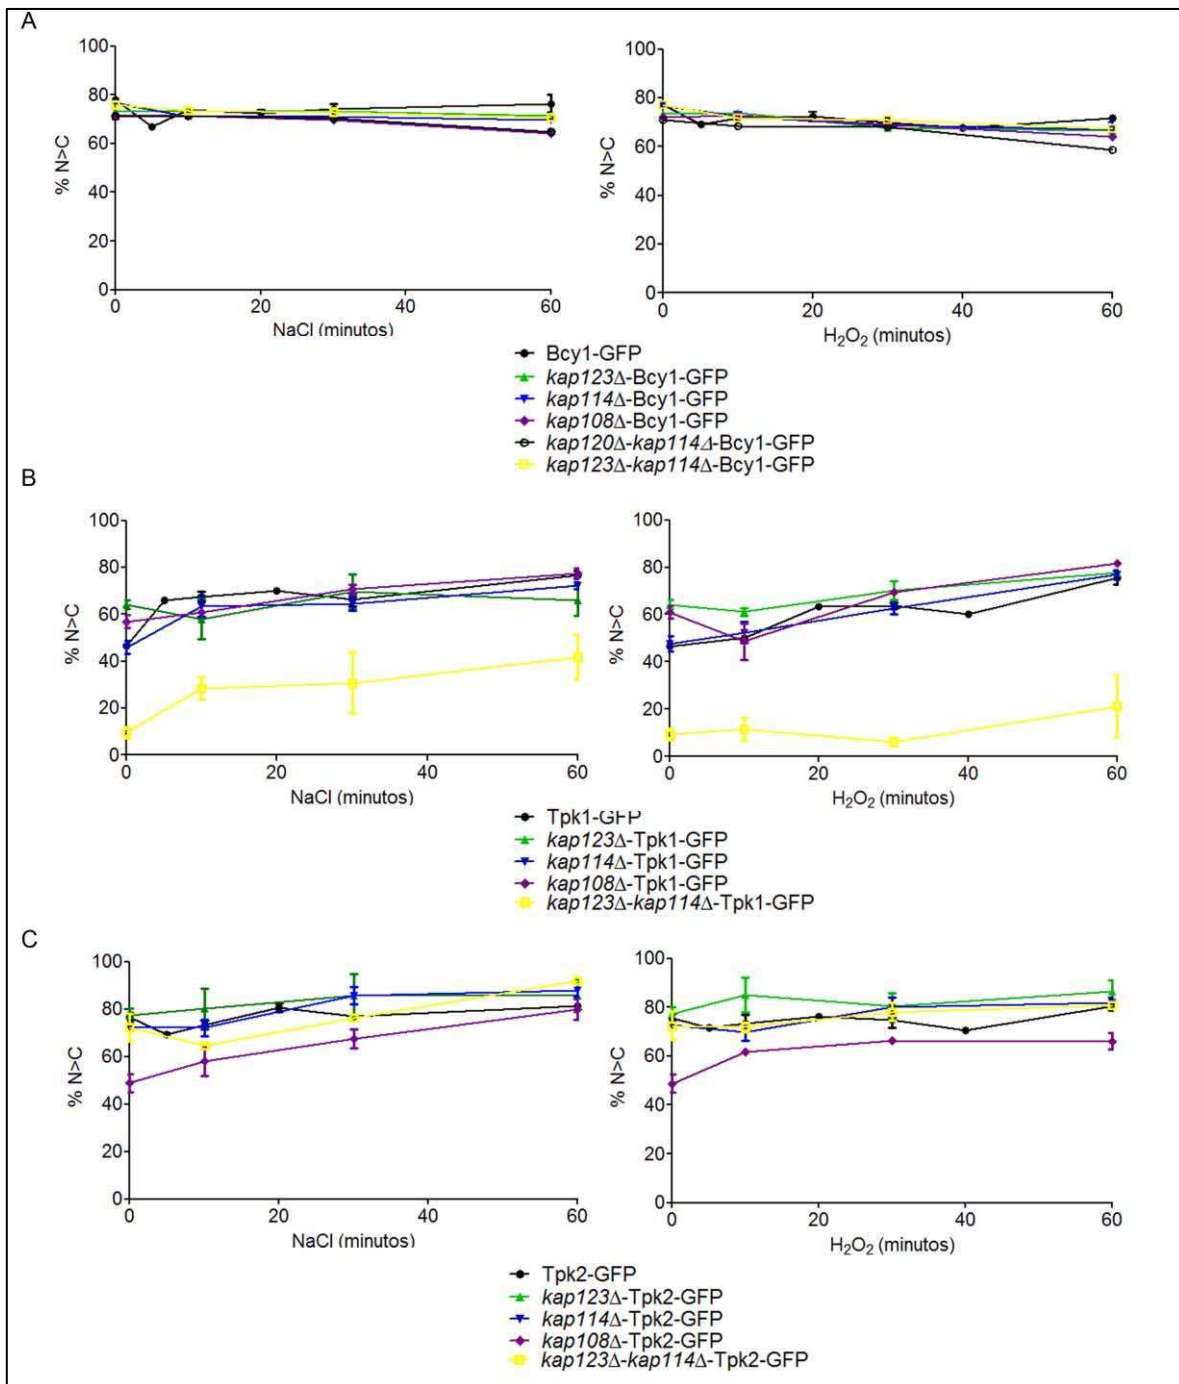 A
100
80
60
40
20
0
% N>C
0 20 40 60
NaCl (minutos)
100
80
60
40
20
0
% N>C
0 20 40 60
H₂O₂ (minutos)
Bcy1-GFP
kap123Δ-Bcy1-GFP
kap114Δ-Bcy1-GFP
kap108Δ-Bcy1-GFP
kap120Δ-kap114Δ-Bcy1-GFP
kap123Δ-kap114Δ-Bcy1-GFP
B
100
80
60
40
20
0
% N>C
0 20 40 60
NaCl (minutos)
100
80
60
40
20
0
% N>C
0 20 40 60
H₂O₂ (minutos)
Tpk1-GFP
kap123Δ-Tpk1-GFP
kap114Δ-Tpk1-GFP
kap108Δ-Tpk1-GFP
kap123Δ-kap114Δ-Tpk1-GFP
C
100
80
60
40
20
0
% N>C
0 20 40 60
NaCl (minutos)
100
80
60
40
20
0
% N>C
0 20 40 60
H₂O₂ (minutos)
Tpk2-GFP
kap123Δ-Tpk2-GFP
kap114Δ-Tpk2-GFP
kap108Δ-Tpk2-GFP
kap123Δ-kap114Δ-Tpk2-GFP